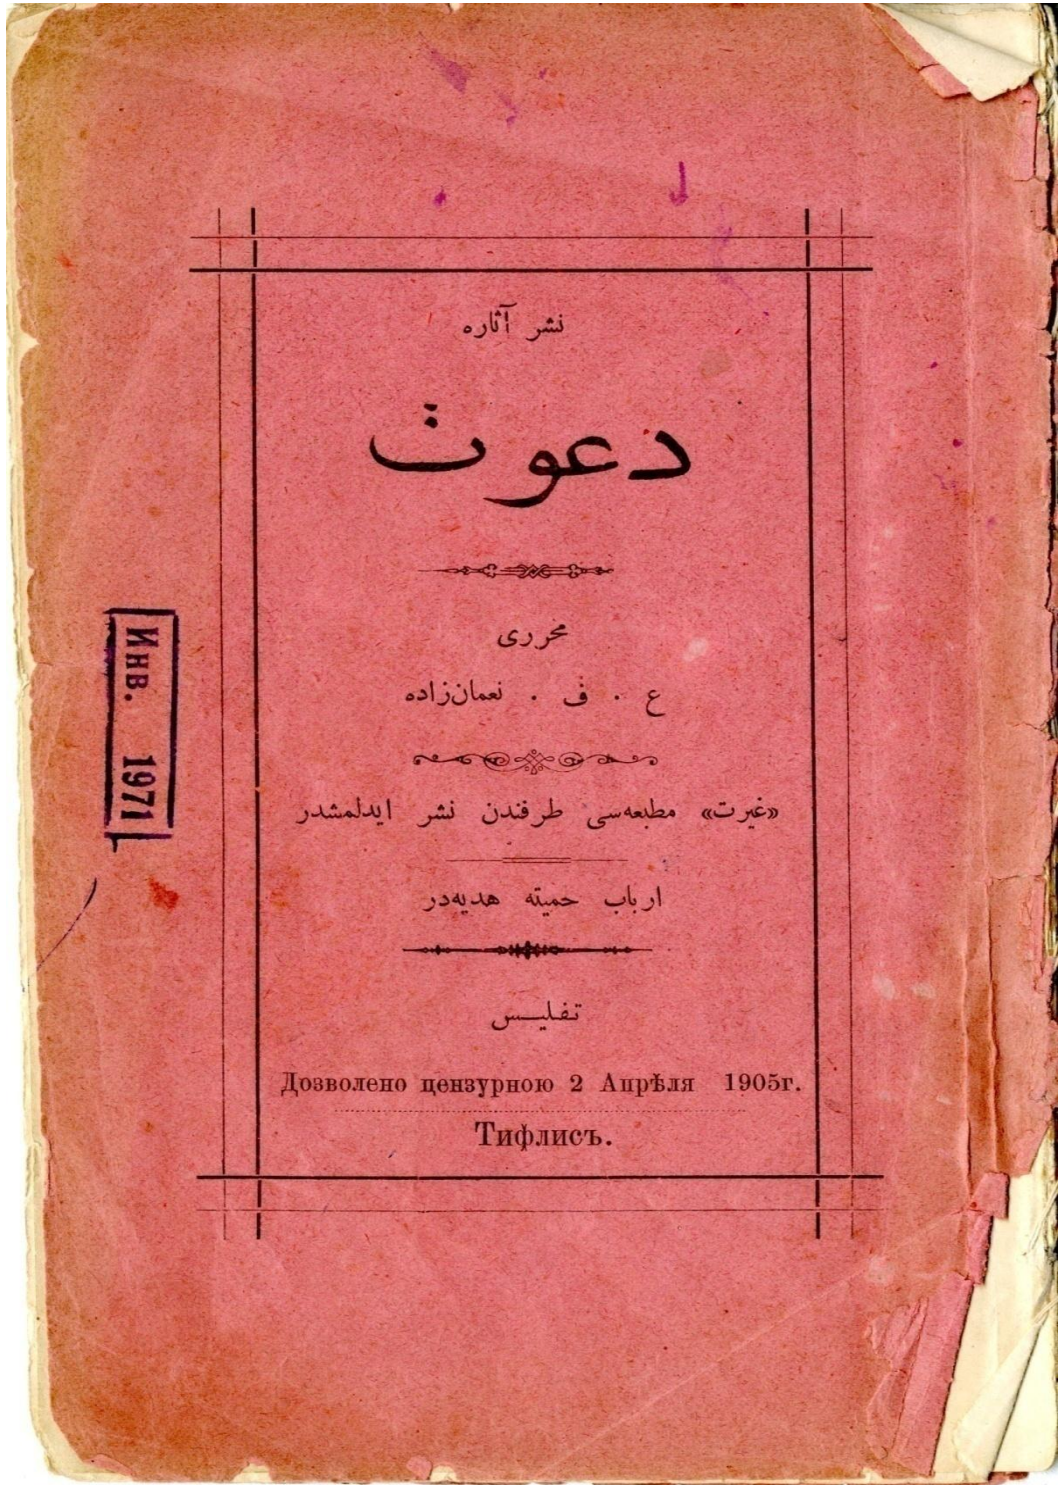 نشر آثاره
دعوت
محرری
ع . ف . نعمان‌زاده
«غیرت» مطبعه‌سی طرفندن نشر ایدلمشدر
ارباب حمیته هدیه‌در
تفلیس
Дозволено цензурною 2 Апрѣля 1905г.
Тифлисъ.
Инв. 1971